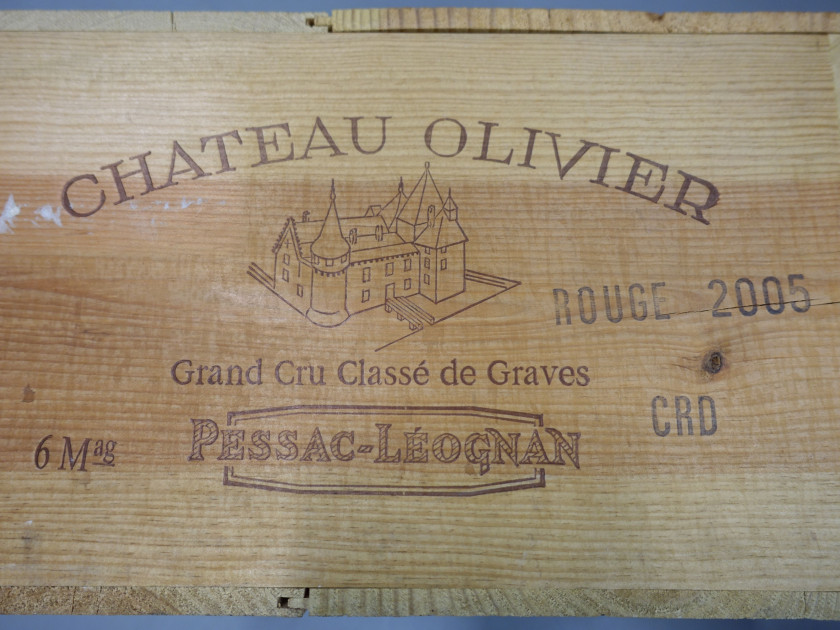 CHATEAU OLIVIER
ROUGE 2005
Grand Cru Classé de Graves
CRD
PESSAC-LÉOGNAN
6 Mag